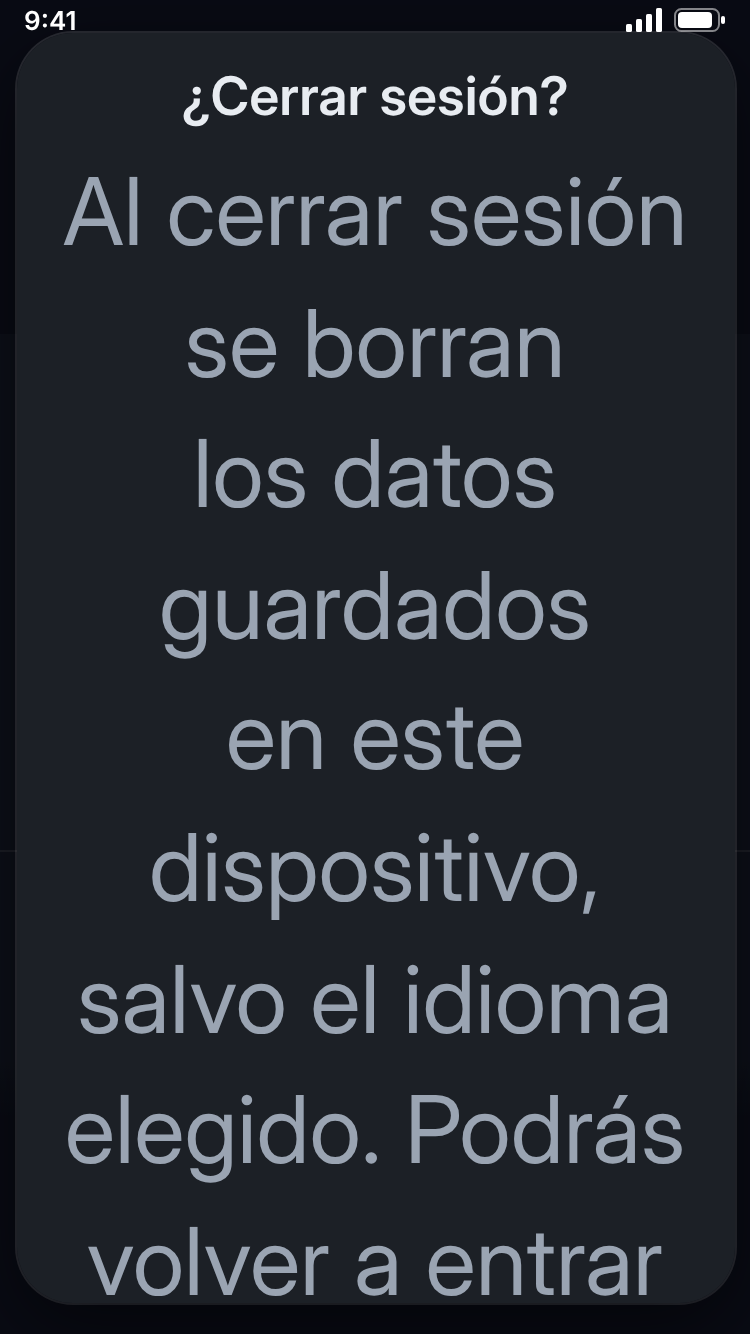 9:41
¿Cerrar sesión?
Al cerrar sesión
se borran
los datos
guardados
en este
dispositivo,
salvo el idioma
elegido. Podrás
volver a entrar